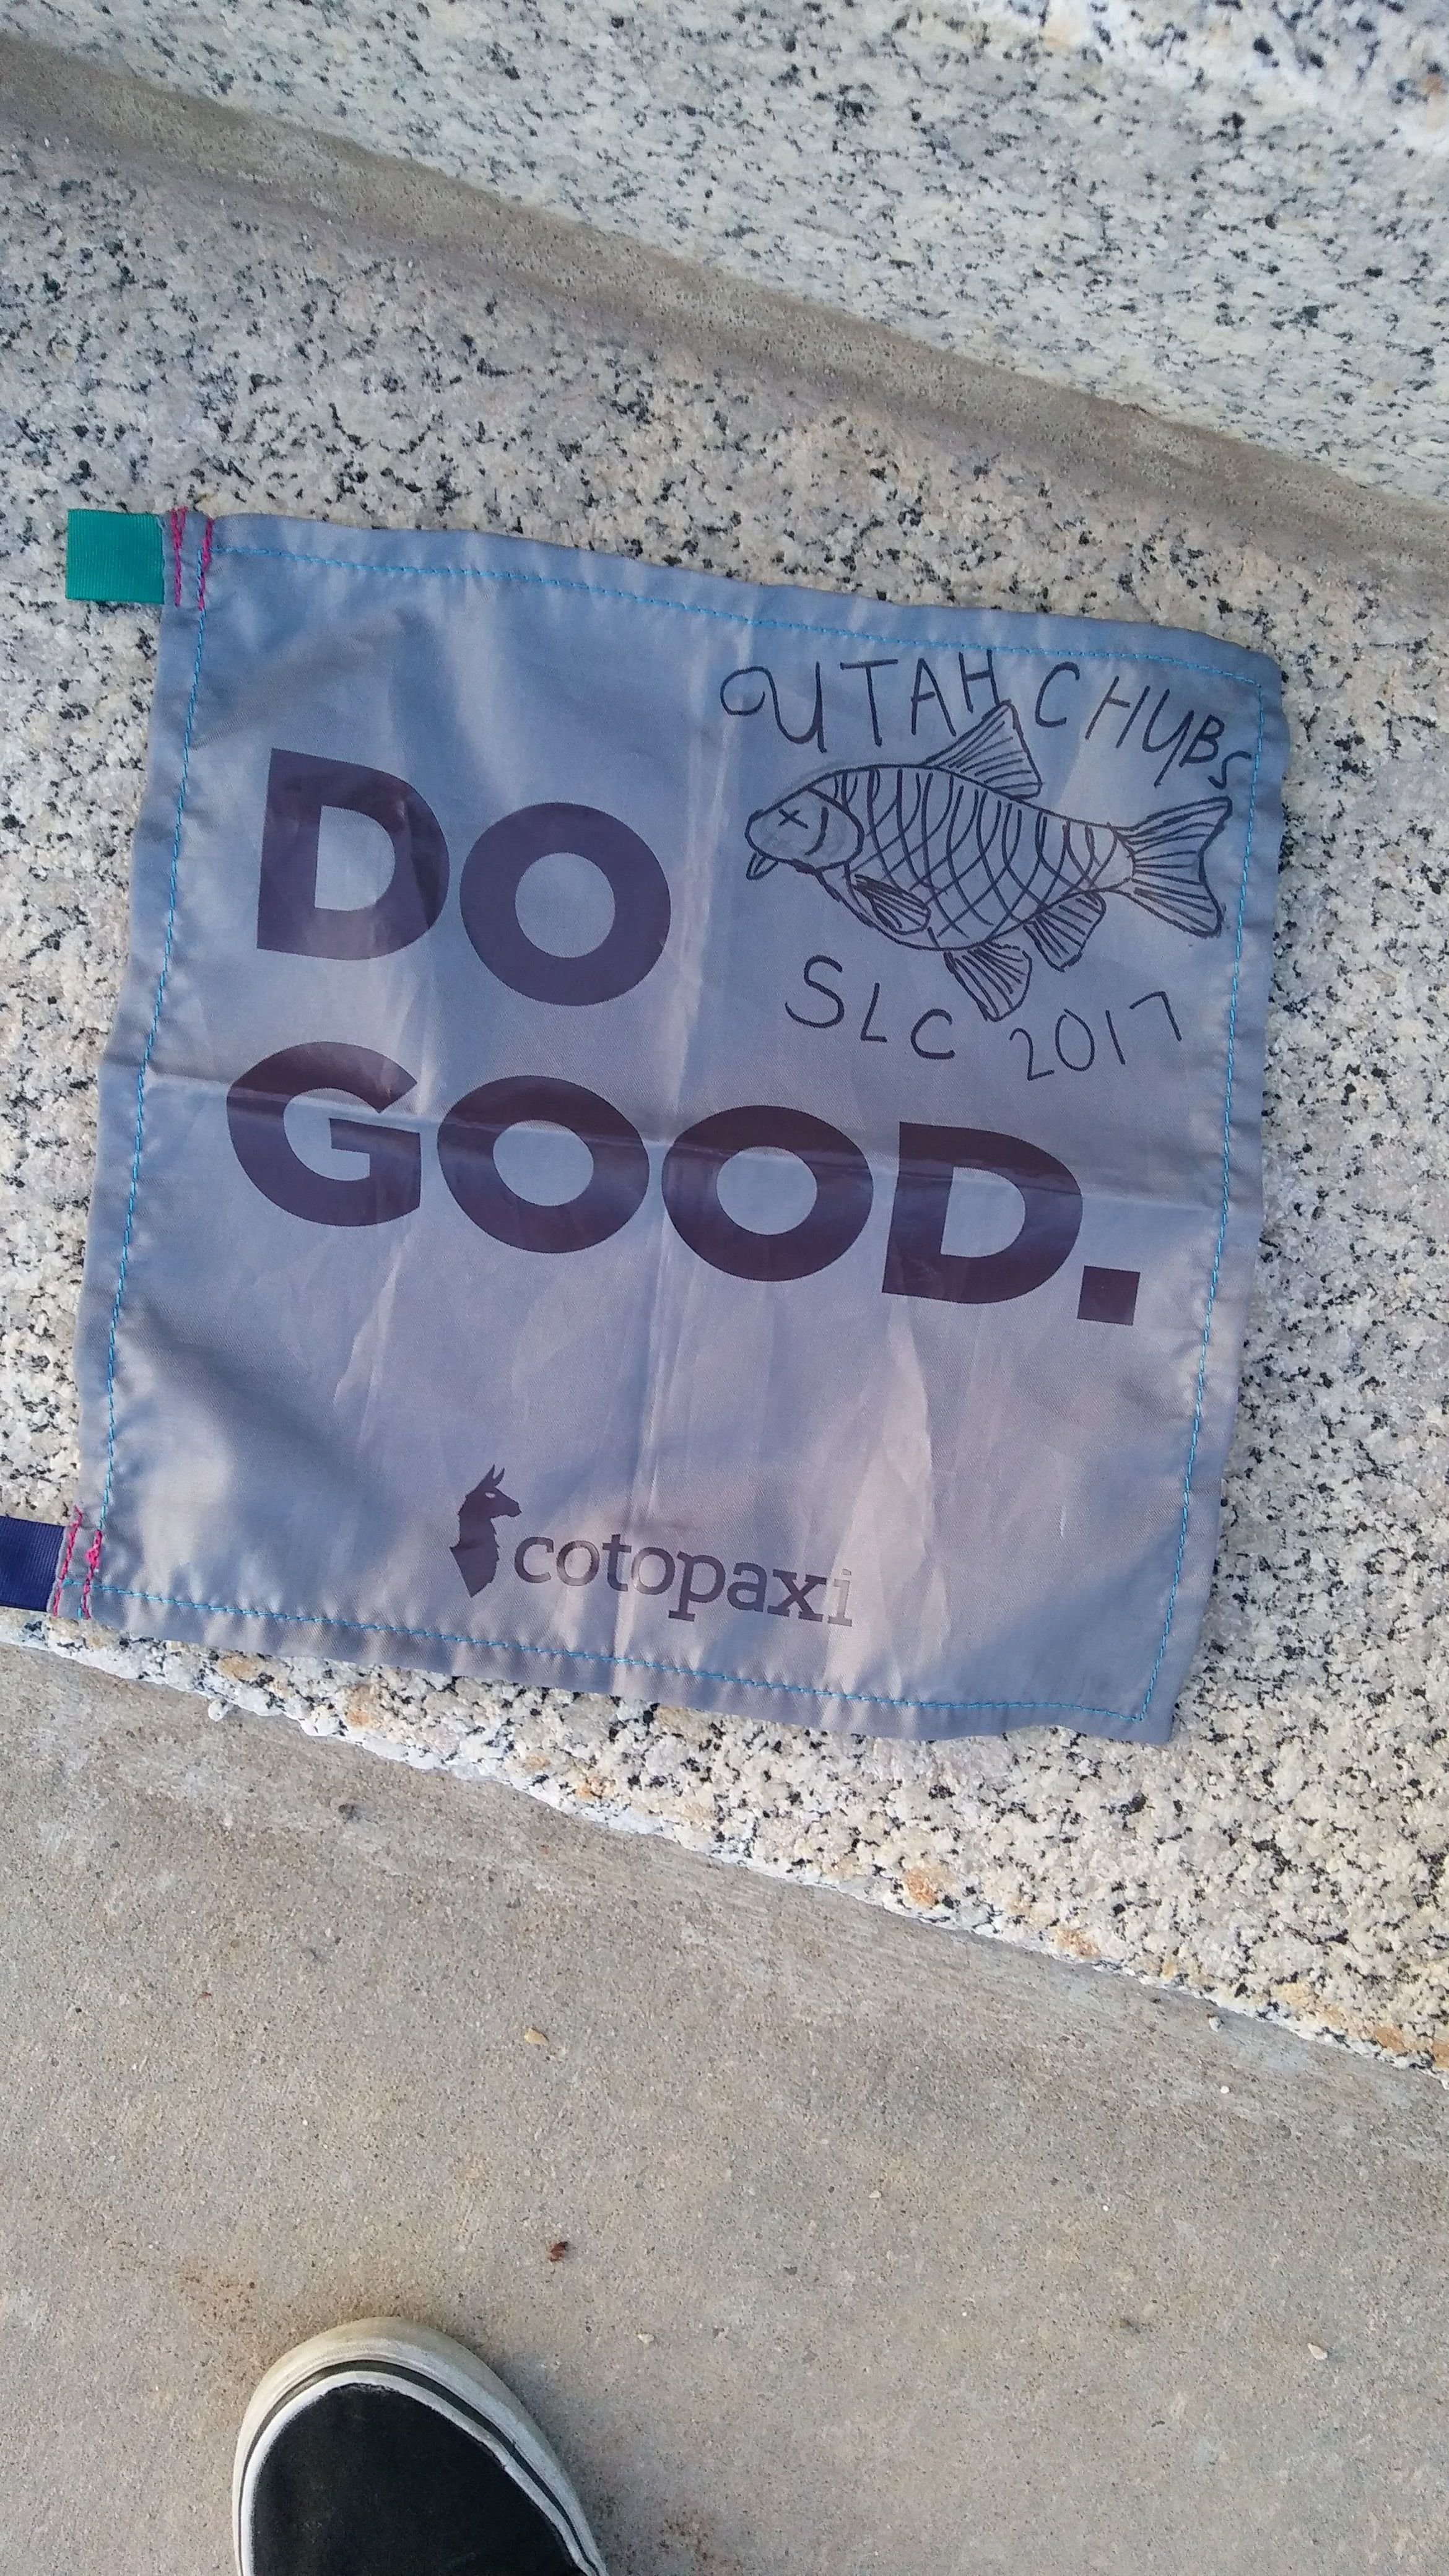 UTAH CHUBS
DO
SLC 2017
GOOD.
cotopaxi